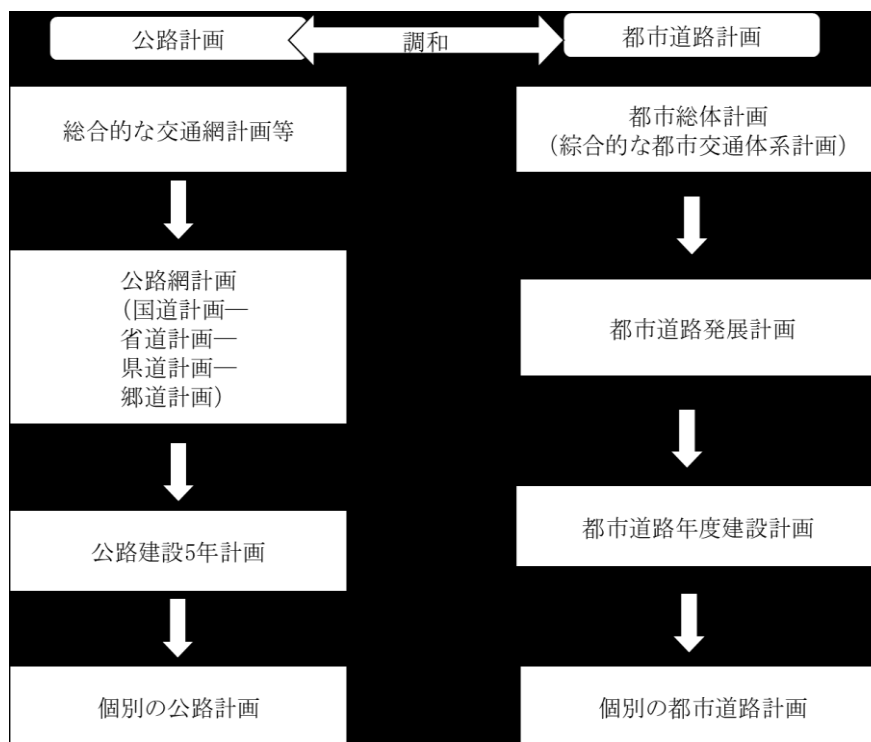 公路計画
調和
都市道路計画
総合的な交通網計画等
都市総体計画
（綜合的な都市交通体系計画）
公路網計画
（国道計画―
省道計画―
県道計画―
郷道計画）
都市道路発展計画
公路建設5年計画
都市道路年度建設計画
個別の公路計画
個別の都市道路計画